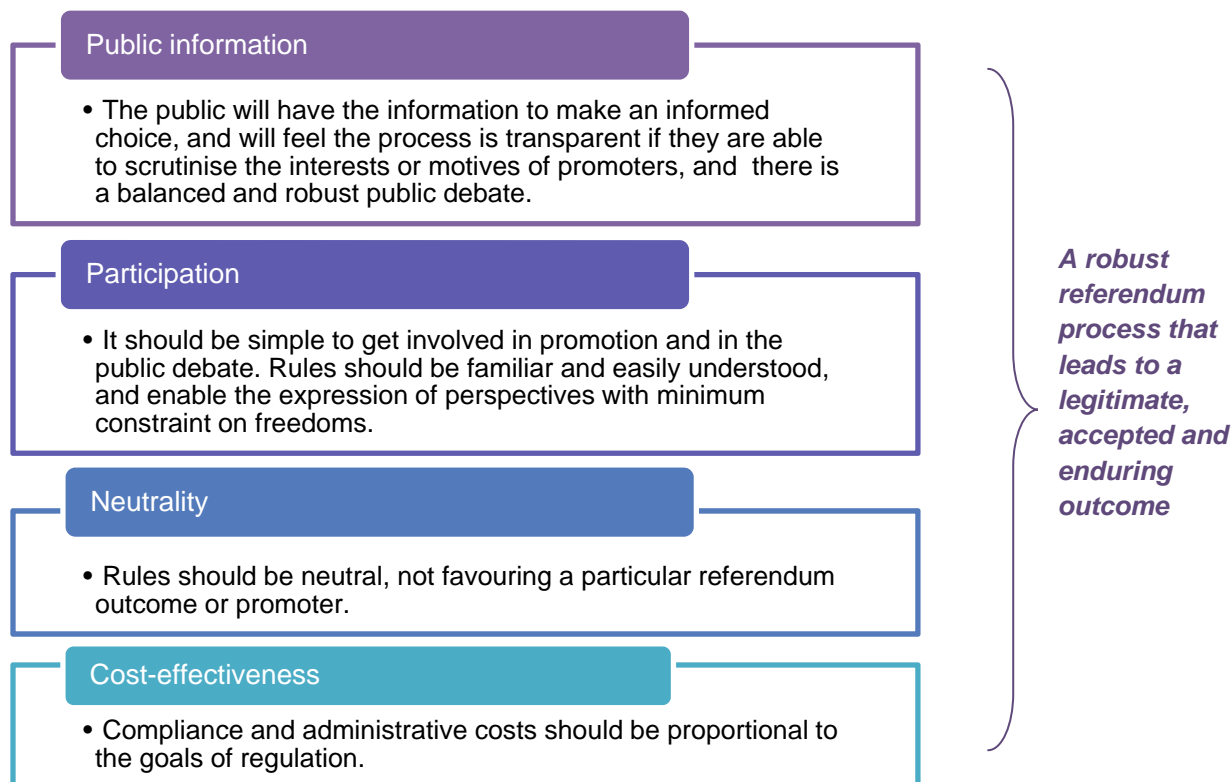 Public information
• The public will have the information to make an informed
choice, and will feel the process is transparent if they are able
to scrutinise the interests or motives of promoters, and  there is
a balanced and robust public debate.
Participation
• It should be simple to get involved in promotion and in the
public debate. Rules should be familiar and easily understood,
and enable the expression of perspectives with minimum
constraint on freedoms.
Neutrality
• Rules should be neutral, not favouring a particular referendum
outcome or promoter.
Cost-effectiveness
• Compliance and administrative costs should be proportional to
the goals of regulation.
A robust
referendum
process that
leads to a
legitimate,
accepted and
enduring
outcome